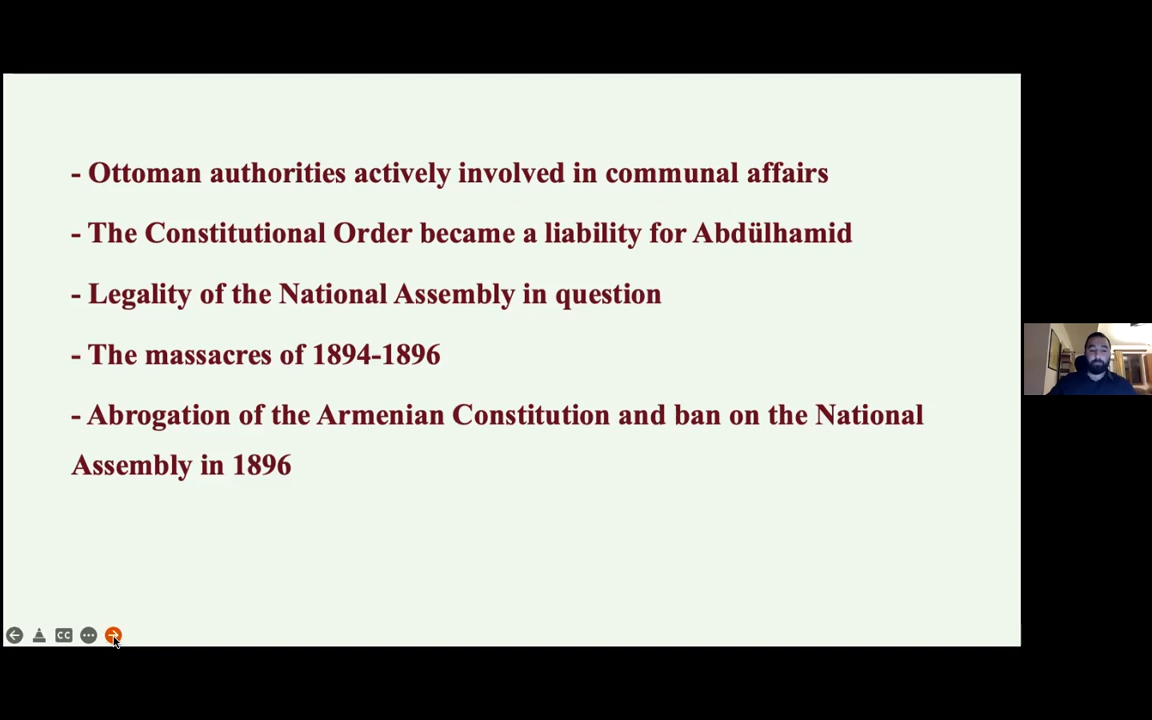 - Ottoman authorities actively involved in communal affairs
- The Constitutional Order became a liability for Abdülhamid
- Legality of the National Assembly in question
- The massacres of 1894-1896
- Abrogation of the Armenian Constitution and ban on the National
Assembly in 1896
CC